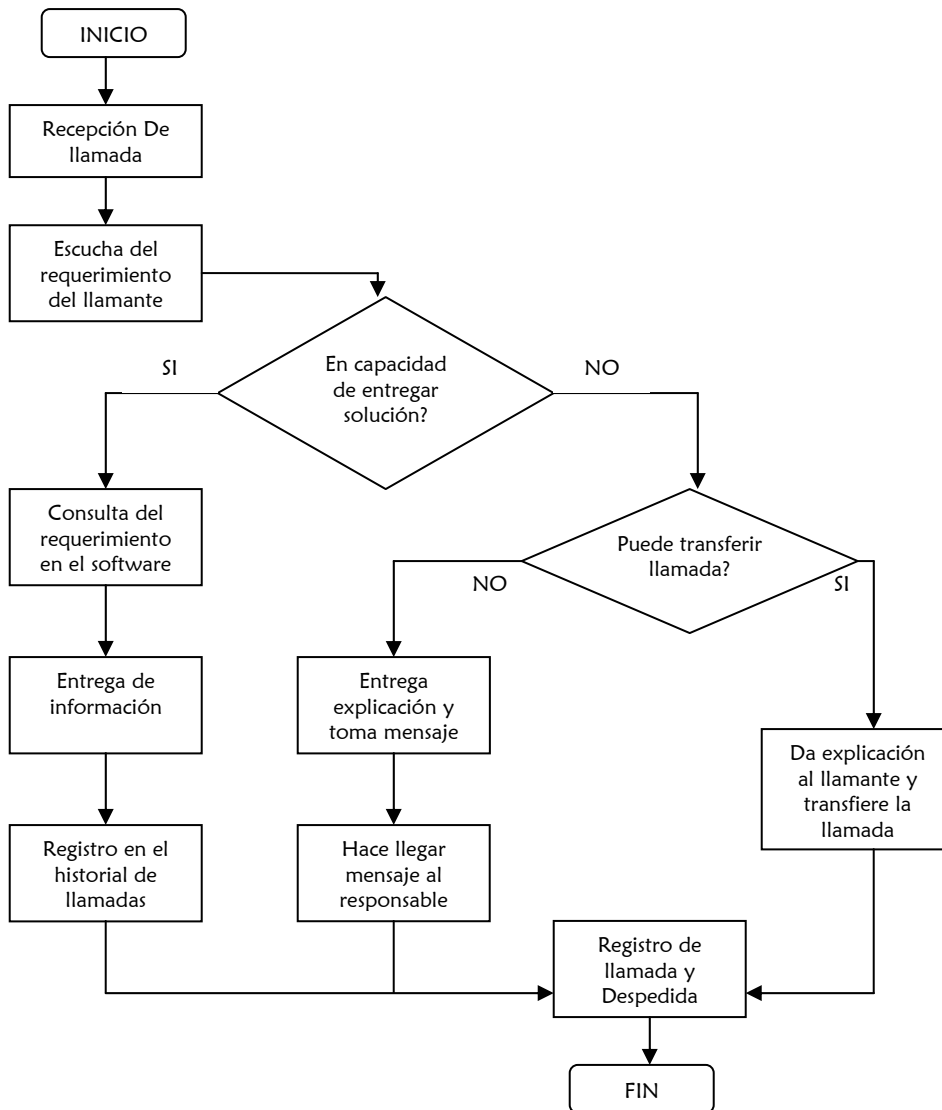 INICIO
Recepción De
llamada
Escucha del
requerimiento
del llamante
En capacidad
de entregar
solución?
SI
NO
Consulta del
requerimiento
en el software
Puede transferir
llamada?
NO
SI
Entrega de
información
Entrega
explicación y
toma mensaje
Da explicación
al llamante y
transfiere la
llamada
Registro en el
historial de
llamadas
Hace llegar
mensaje al
responsable
Registro de
llamada y
Despedida
FIN